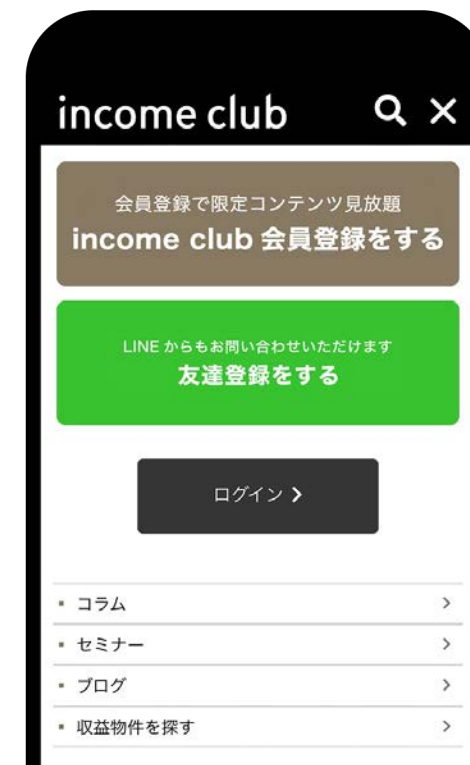 income club
会員登録で限定コンテンツ見放題
income club 会員登録をする
LINE からもお問い合わせいただけます
友達登録をする
ログイン
コラム
セミナー
ブログ
収益物件を探す